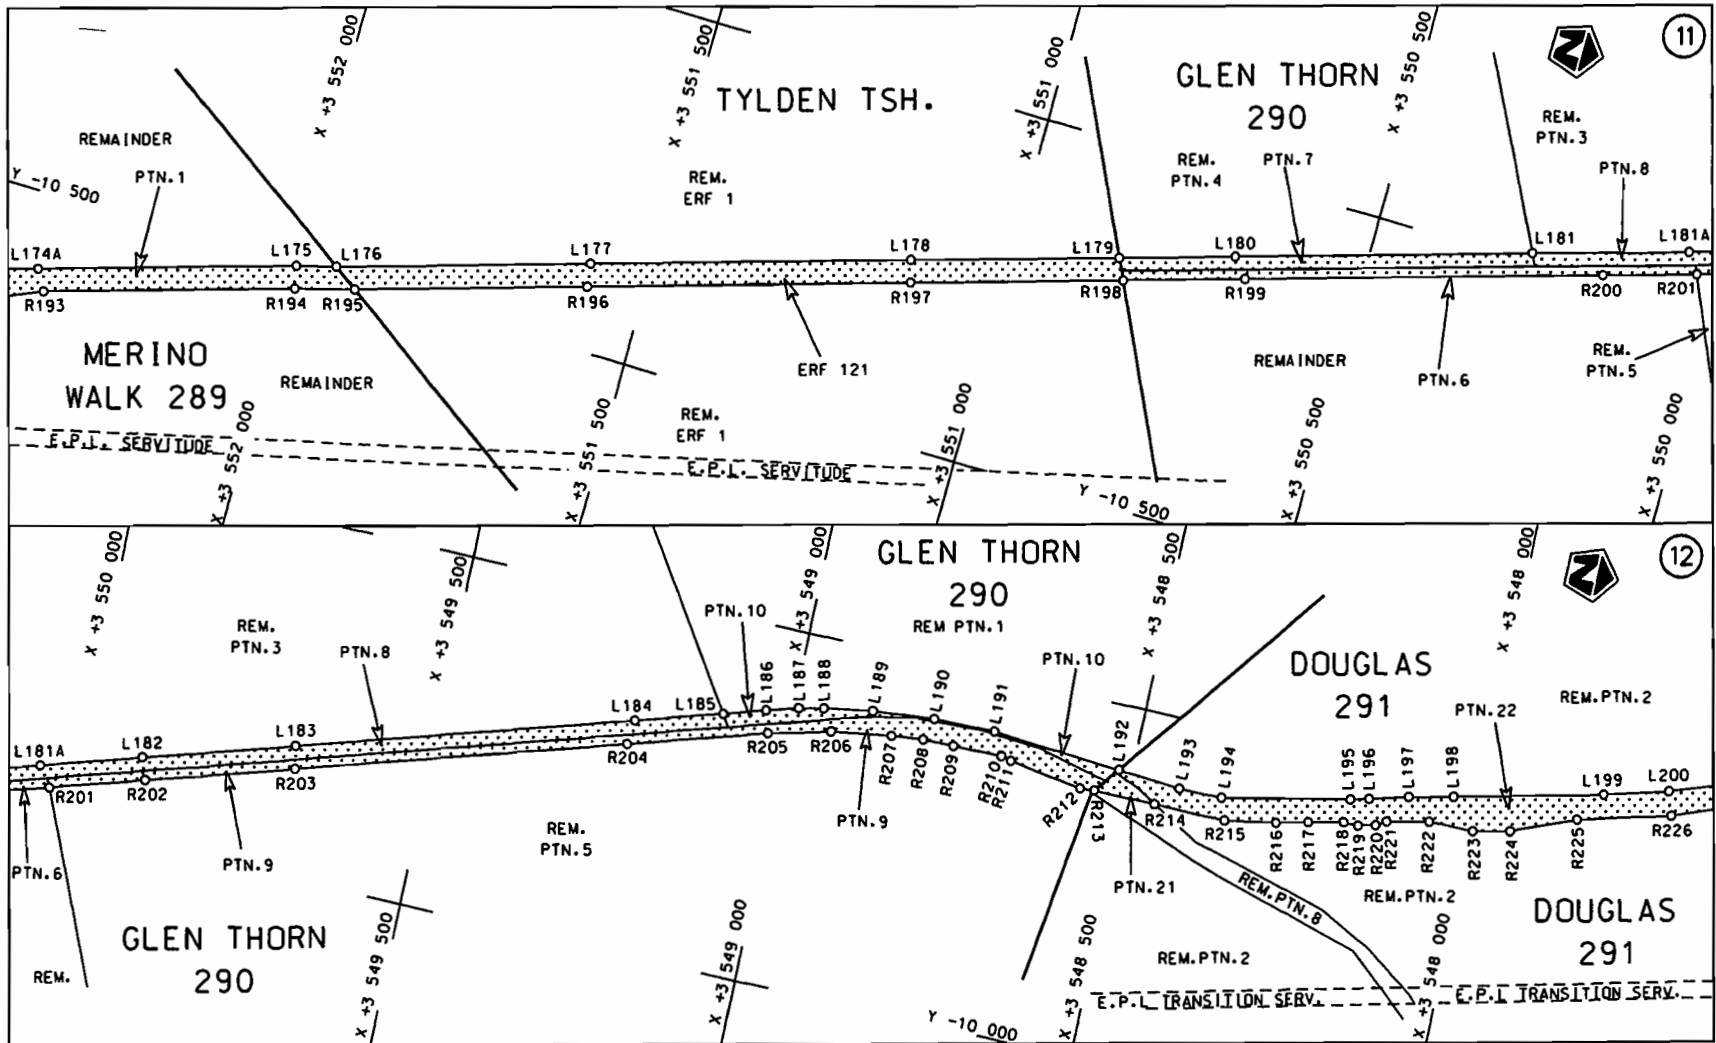 X +3 552 000
X +3 551 500
X +3 551 000
X +3 550 500
11
TYLDEN TSH.
GLEN THORN
290
REMAINDER
PTN.1
Y -10 500
REM.
ERF 1
REM.
PTN.4
PTN.7
REM.
PTN.3
PTN.8
L174A
L175
L176
L177
L178
L179
L180
L181
L181A
R193
R194
R195
R196
R197
R198
R199
R200
R201
MERINO
WALK 289
REMAINDER
ERF 121
REM.
ERF 1
REMAINDER
PTN.6
REM.
PTN.5
E.P.L. SERVITUDE
E.P.L. SERVITUDE
X +3 552 000
X +3 551 500
X +3 551 000
Y -10 500
X +3 550 500
X +3 550 000
X +3 550 000
X +3 549 500
X +3 549 000
X +3 548 500
X +3 548 000
12
GLEN THORN
290
REM PTN.1
REM.
PTN.3
PTN.8
PTN.10
PTN.10
DOUGLAS
291
REM.PTN.2
PTN.22
L181A
L182
L183
L184
L185
L186
L187
L188
L189
L190
L191
L192
L193
L194
L195
L196
L197
L198
L199
L200
R201
R202
R203
R204
R205
R206
R207
R208
R209
R210
R211
R212
R213
R214
R215
R216
R217
R218
R219
R220
R221
R222
R223
R224
R225
R226
PTN.6
PTN.9
REM.
PTN.5
PTN.9
PTN.21
REM.PTN.8
REM.PTN.2
GLEN THORN
290
REM.
DOUGLAS
291
REM.PTN.2
E.P.L TRANSITION SERV.
E.P.L TRANSITION SERV.
X +3 549 500
X +3 549 000
Y -10 000
X +3 548 500
X +3 548 000